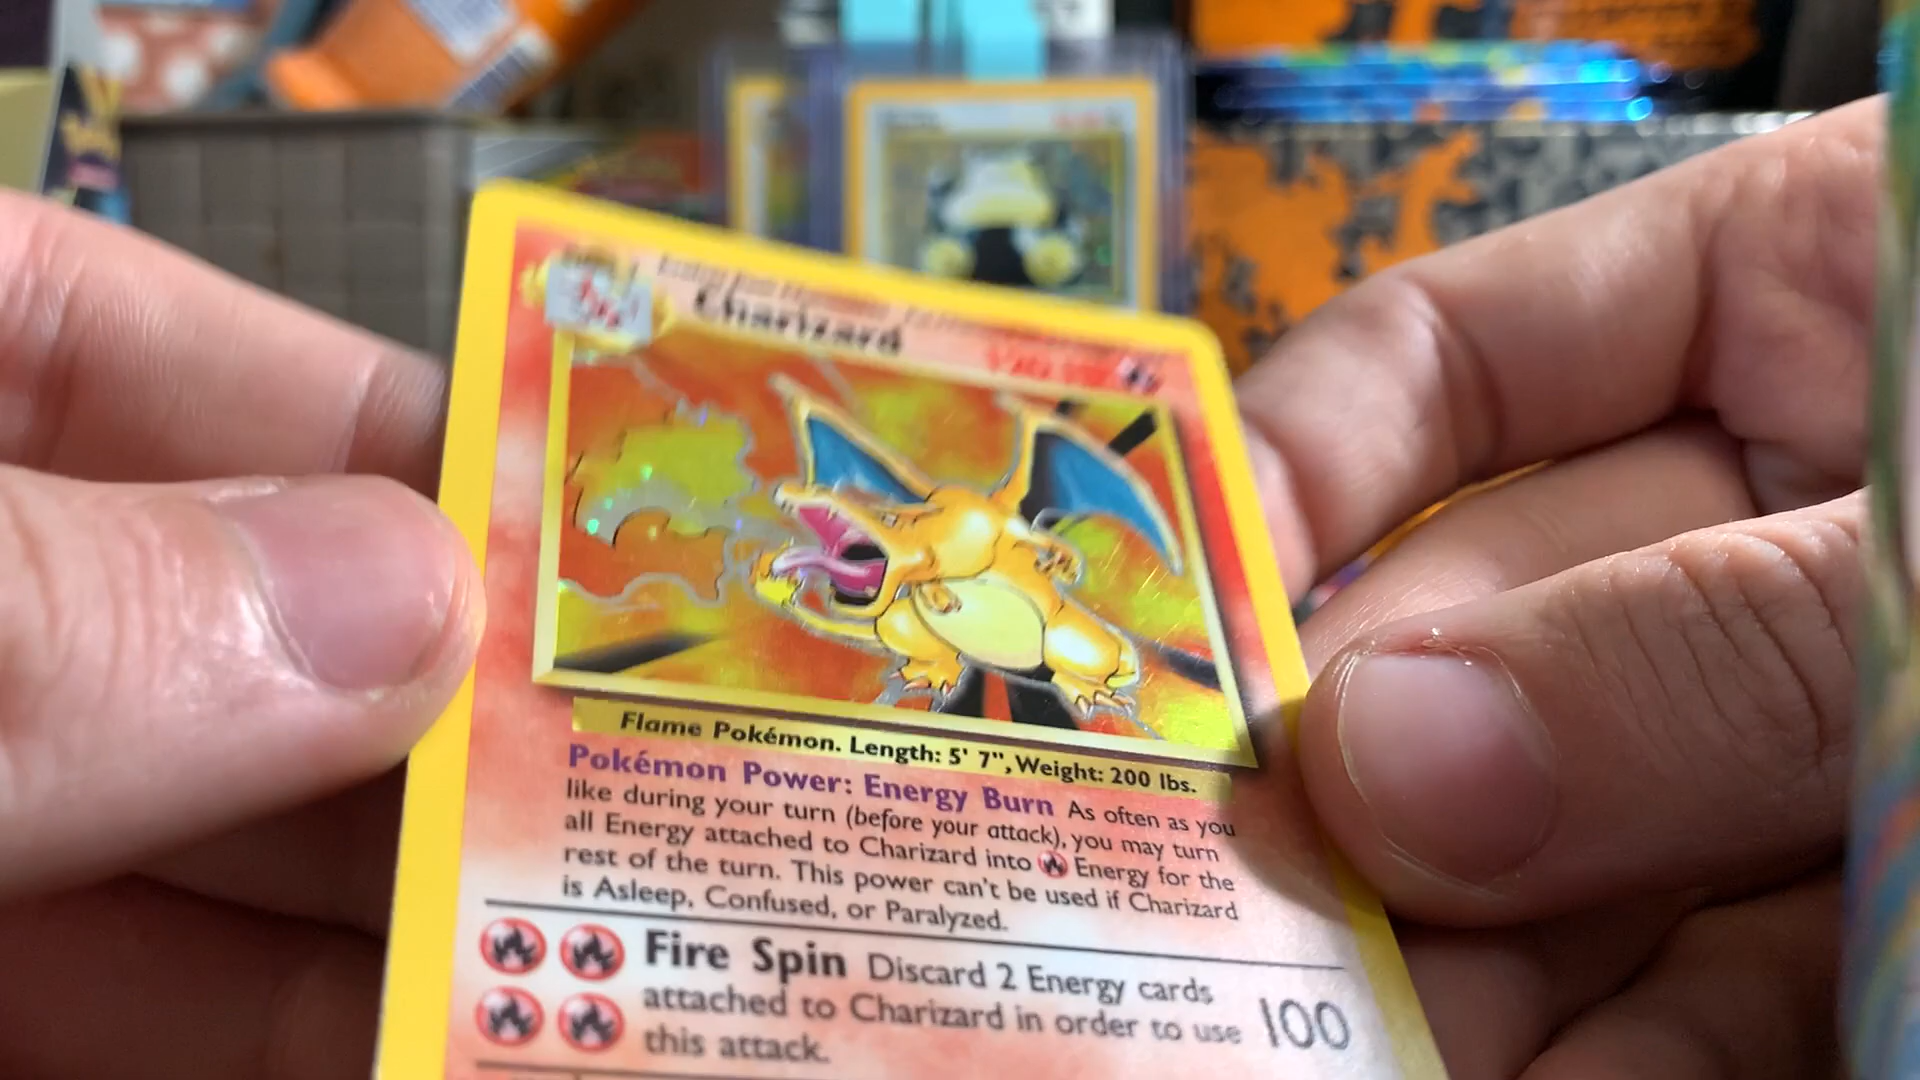 Charizard
Flame Pokémon. Length: 5' 7", Weight: 200 lbs.
Pokémon Power: Energy Burn As often as you
like during your turn (before your attack), you may turn
all Energy attached to Charizard into Energy for the
rest of the turn. This power can't be used if Charizard
is Asleep, Confused, or Paralyzed.
Fire Spin Discard 2 Energy cards
attached to Charizard in order to use 100
this attack.